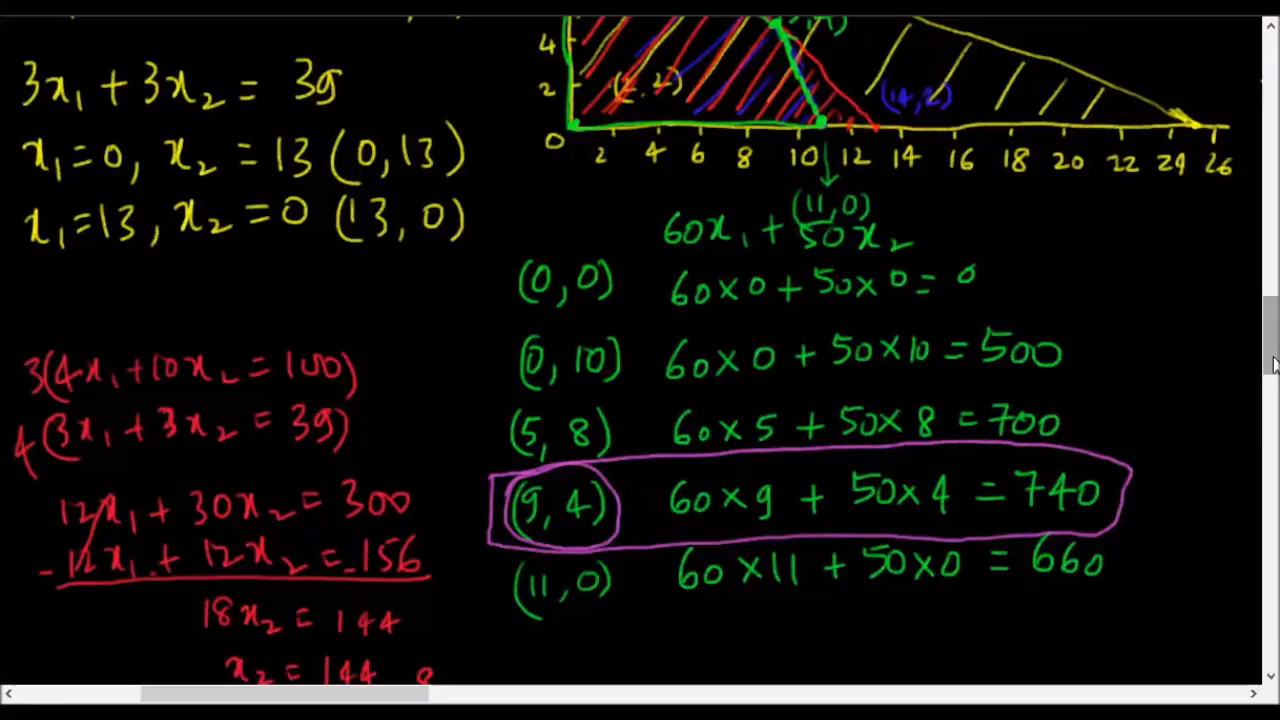 3x₁ + 3x₂ = 39
x₁=0, x₂ = 13 (0,13)
x₁=13, x₂ = 0 (13, 0)
3(4x₁+10x₂ = 100)
4(3x₁+3x₂ = 39)
12x₁ + 30x₂ = 300
-12x₁ + 12x₂ = -156
18x₂ = 144
x₂ = 144
4
2
(2, 2)
(14,2)
0 2 4 6 8 10 12 14 16 18 20 22 24 26
(11,0)
60x₁ + 50x₂
(0,0) 60×0 + 50×0 = 0
(0,10) 60×0 + 50×10 = 500
(5, 8) 60×5 + 50×8 = 700
(9,4) 60×9 + 50×4 = 740
(11,0) 60×11 + 50×0 = 660